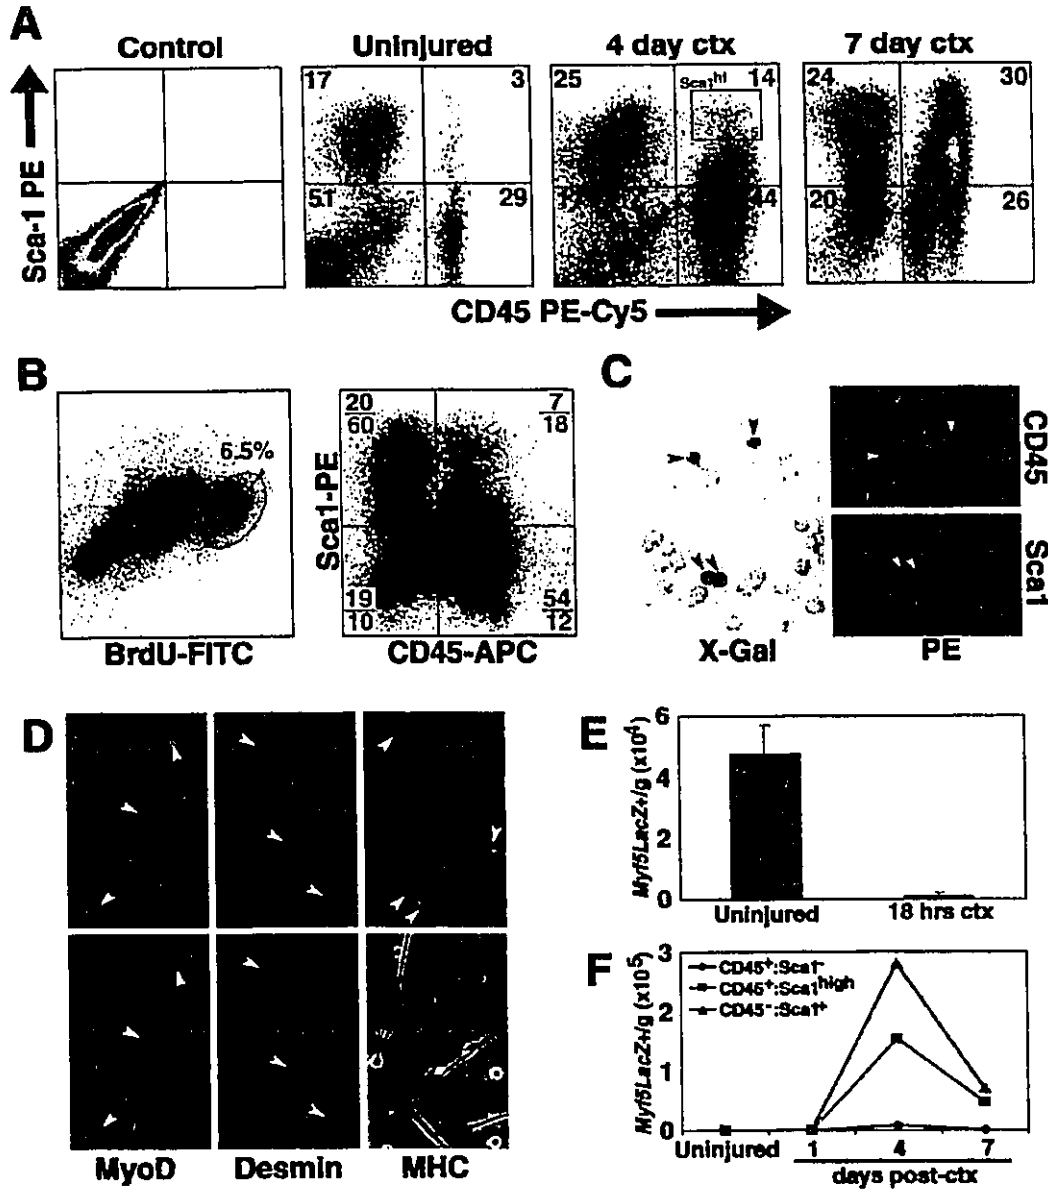 A
Control
Uninjured
4 day ctx
7 day ctx
Sca-1 PE
17
3
51
29
25
Sca1hi
14
44
24
30
20
26
CD45 PE-Cy5
B
6.5%
BrdU-FITC
Sca1-PE
20
60
7
18
19
10
54
12
CD45-APC
C
X-Gal
CD45
Sca1
PE
D
MyoD
Desmin
MHC
E
Myf5LacZ+/g (x10⁴)
6
4
2
0
Uninjured
18 hrs ctx
F
Myf5LacZ+/g (x10⁵)
3
2
1
0
CD45⁺:Sca1⁻
CD45⁺:Sca1high
CD45⁻:Sca1⁺
Uninjured
1
4
7
days post-ctx